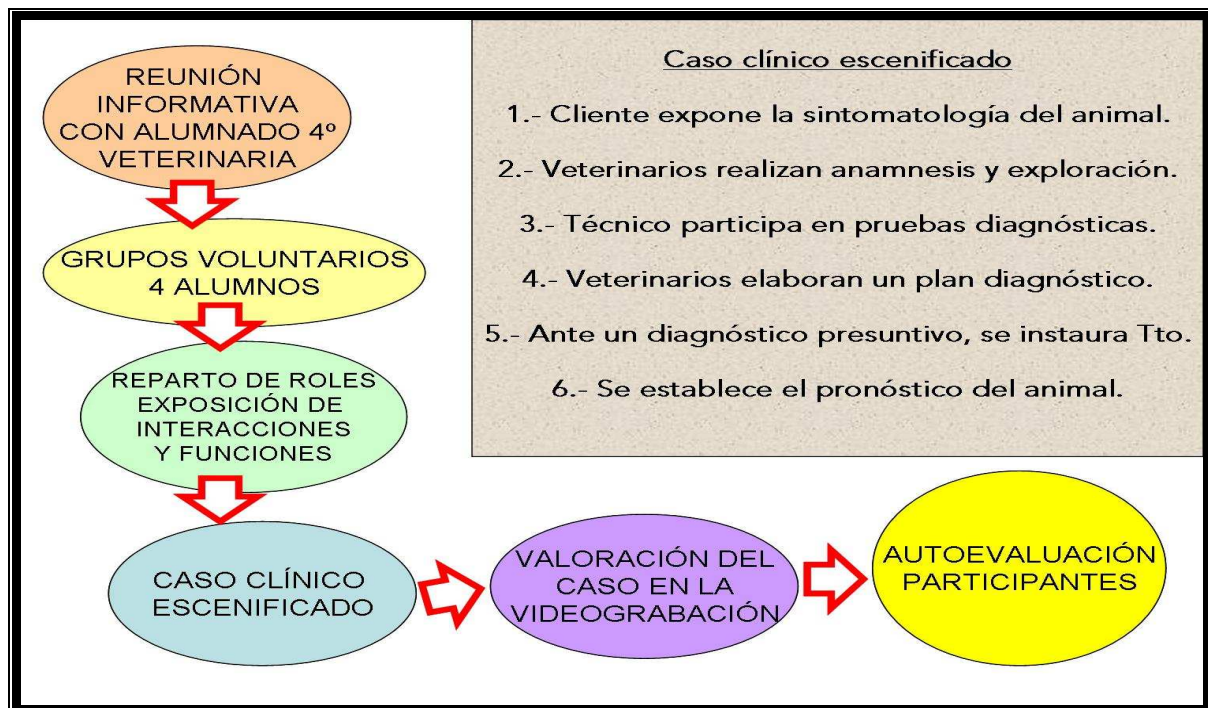 REUNIÓN
INFORMATIVA
CON ALUMNADO 4º
VETERINARIA
GRUPOS VOLUNTARIOS
4 ALUMNOS
REPARTO DE ROLES
EXPOSICIÓN DE
INTERACCIONES
Y FUNCIONES
CASO CLÍNICO
ESCENIFICADO
VALORACIÓN DEL
CASO EN LA
VIDEOGRABACIÓN
AUTOEVALUACIÓN
PARTICIPANTES
Caso clínico escenificado
1.- Cliente expone la sintomatología del animal.
2.- Veterinarios realizan anamnesis y exploración.
3.- Técnico participa en pruebas diagnósticas.
4.- Veterinarios elaboran un plan diagnóstico.
5.- Ante un diagnóstico presuntivo, se instaura Tto.
6.- Se establece el pronóstico del animal.